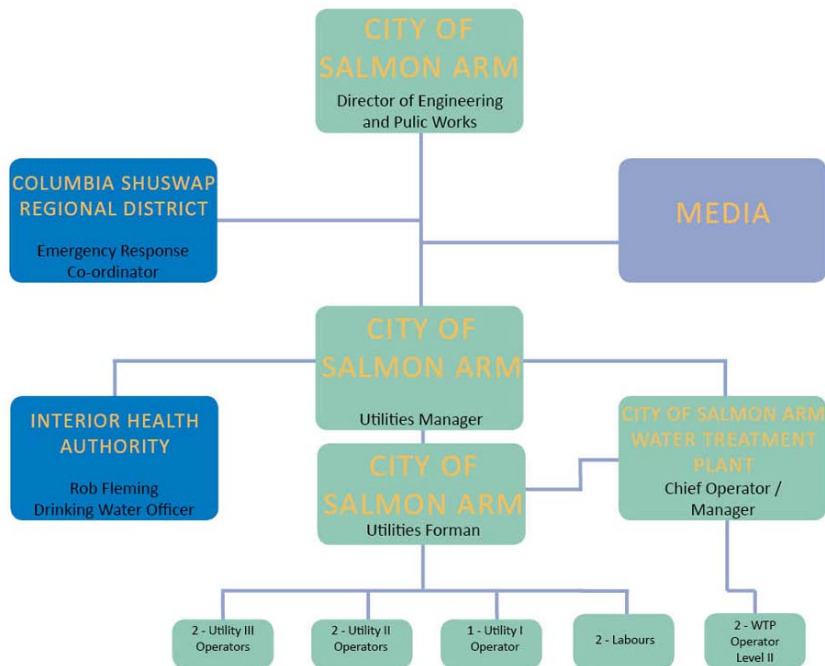 CITY OF
SALMON ARM
Director of Engineering
and Pulic Works
COLUMBIA SHUSWAP
REGIONAL DISTRICT
Emergency Response
Co-ordinator
MEDIA
CITY OF
SALMON ARM
Utilities Manager
INTERIOR HEALTH
AUTHORITY
Rob Fleming
Drinking Water Officer
CITY OF
SALMON ARM
Utilities Forman
CITY OF SALMON ARM
WATER TREATMENT
PLANT
Chief Operator /
Manager
2 - Utility III
Operators
2 - Utility II
Operators
1 - Utility I
Operator
2 - Labours
2 - WTP
Operator
Level II